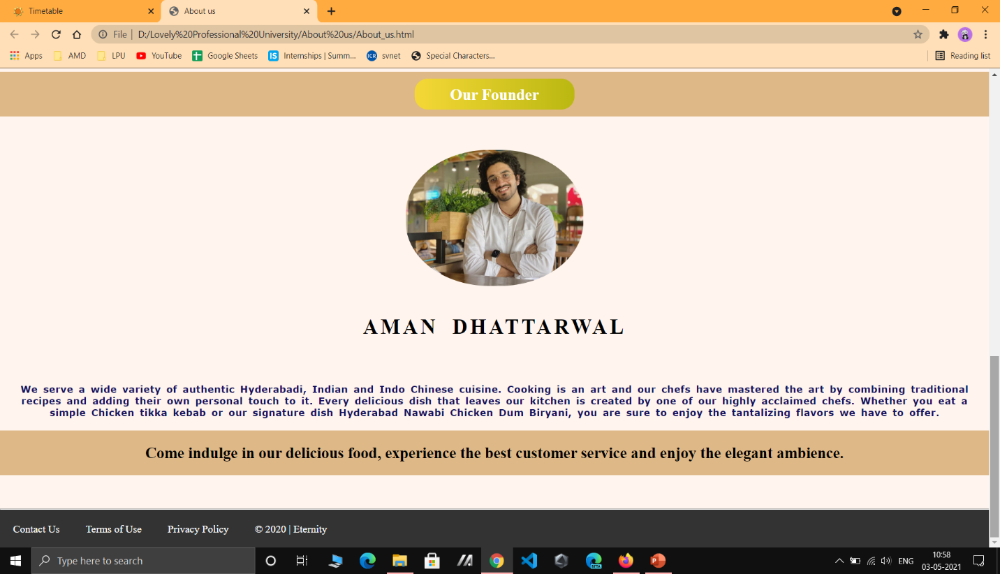 Timetable
About us
File | D:/Lovely%20Professional%20University/About%20us/About_us.html
Apps
AMD
LPU
YouTube
Google Sheets
IS
Internships | Summ...
ICR
svnet
Special Characters...
Reading list
Our Founder
AMAN DHATTARWAL
We serve a wide variety of authentic Hyderabadi, Indian and Indo Chinese cuisine. Cooking is an art and our chefs have mastered the art by combining traditional
recipes and adding their own personal touch to it. Every delicious dish that leaves our kitchen is created by one of our highly acclaimed chefs. Whether you eat a
simple Chicken tikka kebab or our signature dish Hyderabad Nawabi Chicken Dum Biryani, you are sure to enjoy the tantalizing flavors we have to offer.
Come indulge in our delicious food, experience the best customer service and enjoy the elegant ambience.
Contact Us
Terms of Use
Privacy Policy
© 2020 | Eternity
Type here to search
BETA
P
ENG
10:58
03-05-2021